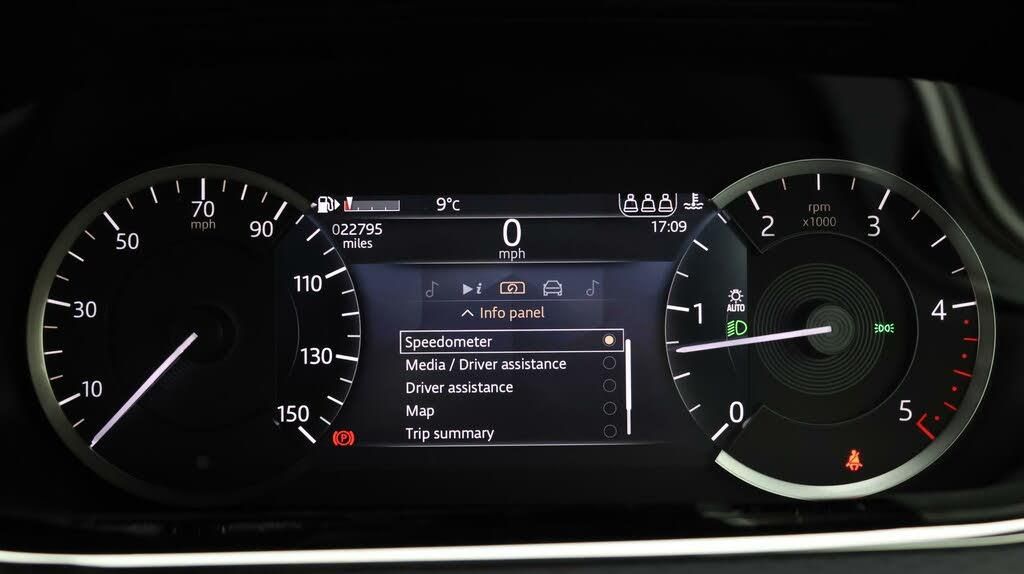 9°C
022795
miles
0
mph
17:09
Info panel
Speedometer
Media / Driver assistance
Driver assistance
Map
Trip summary
10
30
50
70
mph
90
110
130
150
P
0
1
2
3
4
5
rpm
x1000
AUTO